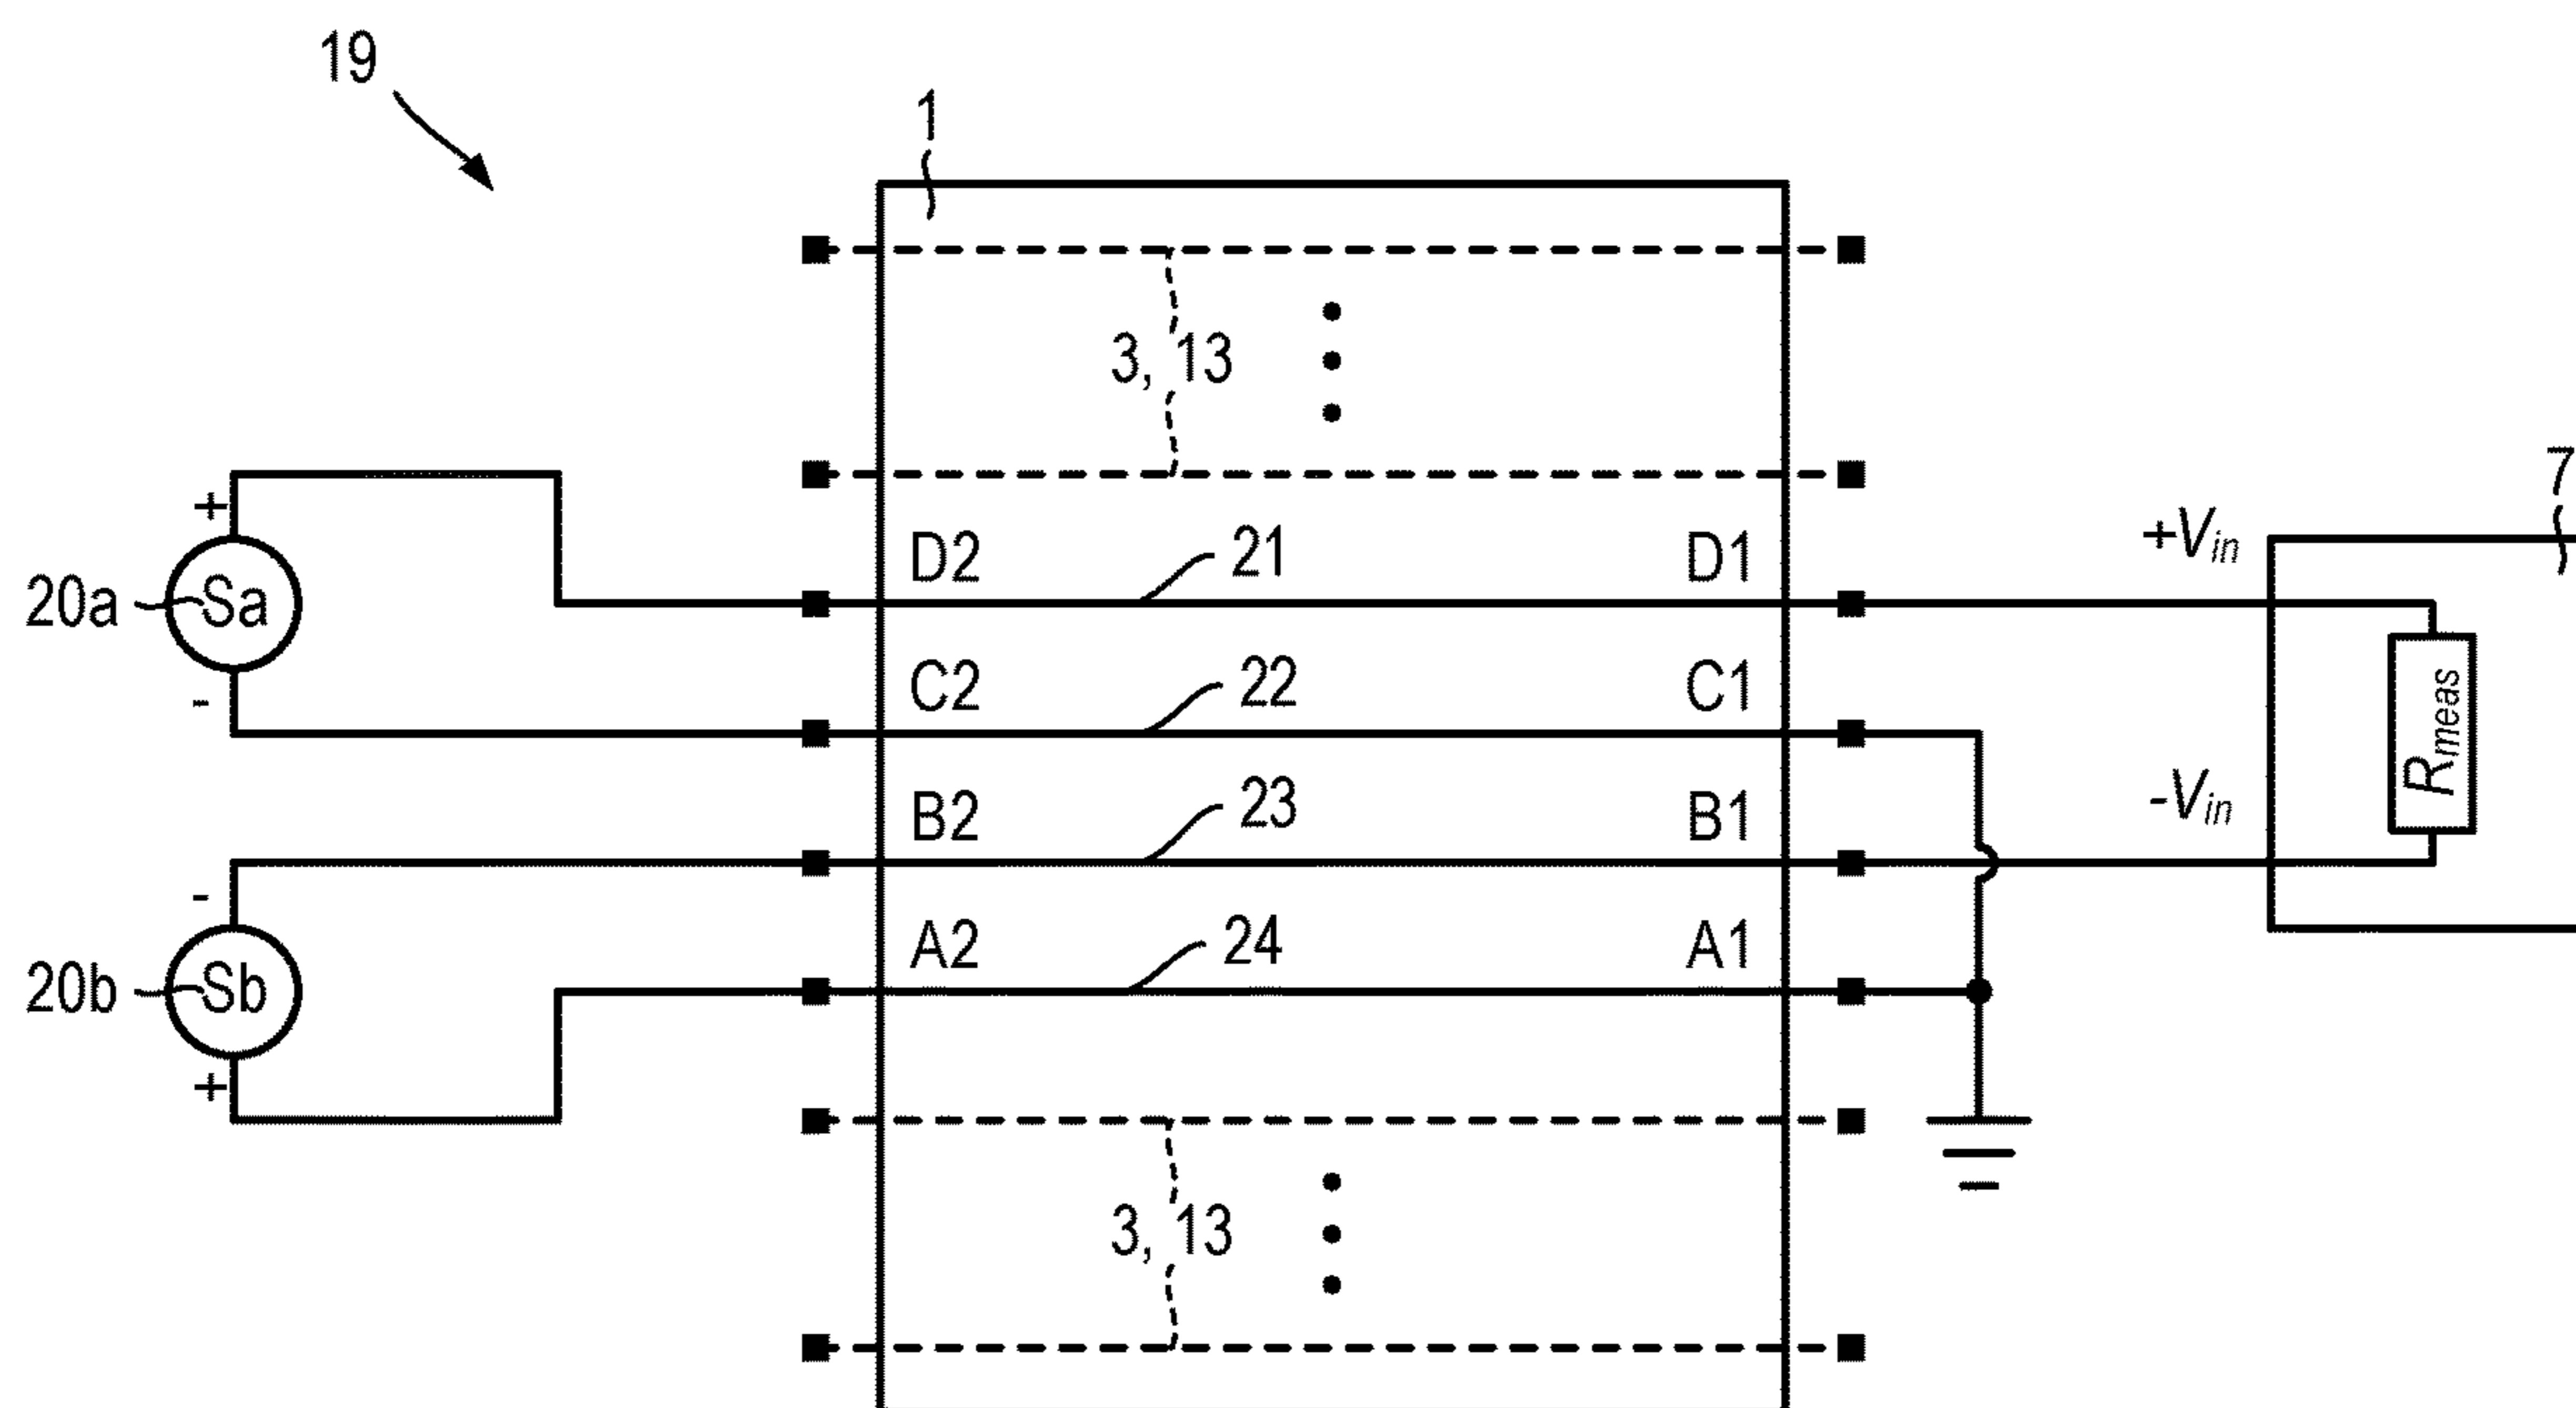 19
1
3, 13
7
+Vin
+
D2 21 D1
20a Sa
C2 22 C1
-
Rmeas
-Vin
B2 23 B1
-
A2 24 A1
20b Sb
+
3, 13